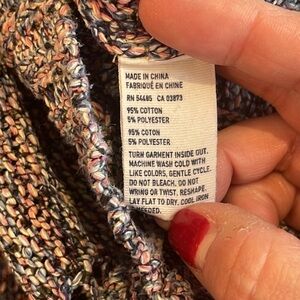 MADE IN CHINA
FABRIQUÉ EN CHINE
RN 54485 CA 03873
95% COTTON
5% POLYESTER
95% COTON
5% POLYESTER
TURN GARMENT INSIDE OUT.
MACHINE WASH COLD WITH
LIKE COLORS, GENTLE CYCLE.
DO NOT BLEACH. DO NOT
WRING OR TWIST, RESHAPE.
LAY FLAT TO DRY. COOL IRON
NEEDED.